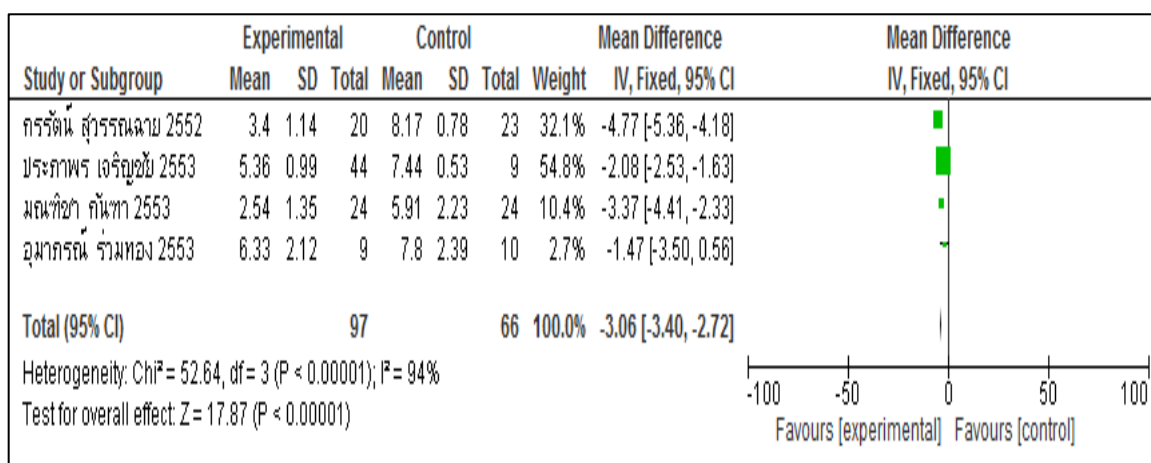 Experimental Control Mean Difference Mean Difference
Study or Subgroup Mean SD Total Mean SD Total Weight IV, Fixed, 95% CI IV, Fixed, 95% CI
กรรัตน์ สุวรรณฉาย 2552 3.4 1.14 20 8.17 0.78 23 32.1% -4.77 [-5.36, -4.18]
ประภาพร เจริญชัย 2553 5.36 0.99 44 7.44 0.53 9 54.8% -2.08 [-2.53, -1.63]
มณฑิชา กันทา 2553 2.54 1.35 24 5.91 2.23 24 10.4% -3.37 [-4.41, -2.33]
อุมาภรณ์ ร่วมทอง 2553 6.33 2.12 9 7.8 2.39 10 2.7% -1.47 [-3.50, 0.56]
Total (95% CI) 97 66 100.0% -3.06 [-3.40, -2.72]
Heterogeneity: Chi² = 52.64, df = 3 (P < 0.00001); I² = 94%
Test for overall effect: Z = 17.87 (P < 0.00001)
-100 -50 0 50 100
Favours [experimental] Favours [control]